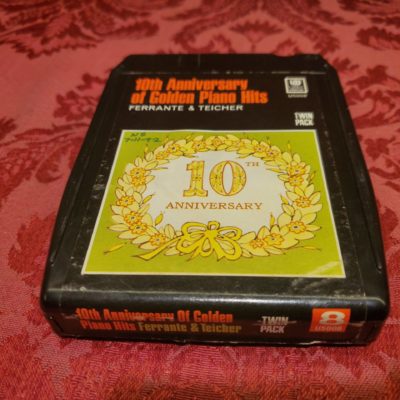 10th Anniversary
of Golden Piano Hits
FERRANTE & TEICHER
TWIN
PACK
10TH
ANNIVERSARY
10th Anniversary Of Golden
Piano Hits Ferrante & Teicher
TWIN
PACK
8